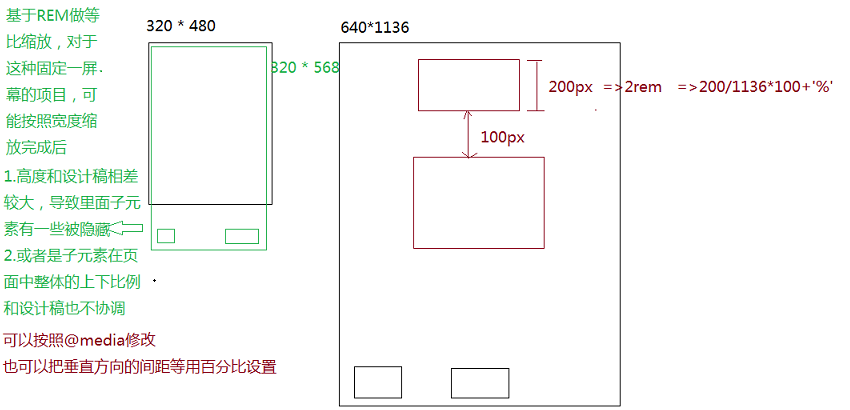 基于REM做等
比缩放，对于
这种固定一屏
幕的项目，可
能按照宽度缩
放完成后
1.高度和设计稿相差
较大，导致里面子元
素有一些被隐藏
2.或者是子元素在页
面中整体的上下比例
和设计稿也不协调
可以按照@media修改
也可以把垂直方向的间距等用百分比设置
320 * 480
320 * 568
640*1136
200px =>2rem =>200/1136*100+'%'
100px